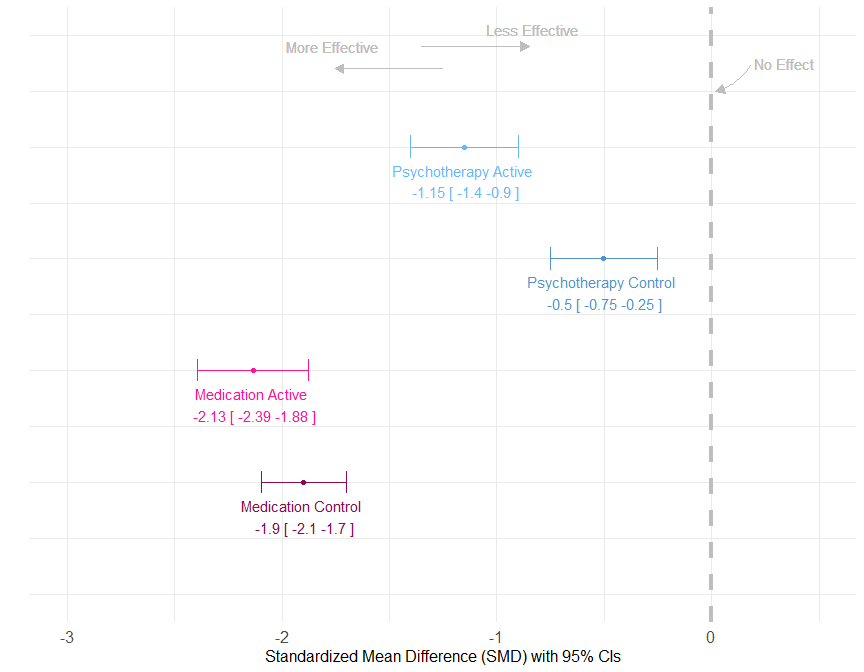 Less Effective
More Effective
No Effect
Psychotherapy Active
-1.15 [ -1.4 -0.9 ]
Psychotherapy Control
-0.5 [ -0.75 -0.25 ]
Medication Active
-2.13 [ -2.39 -1.88 ]
Medication Control
-1.9 [ -2.1 -1.7 ]
-3 -2 -1 0
Standardized Mean Difference (SMD) with 95% CIs